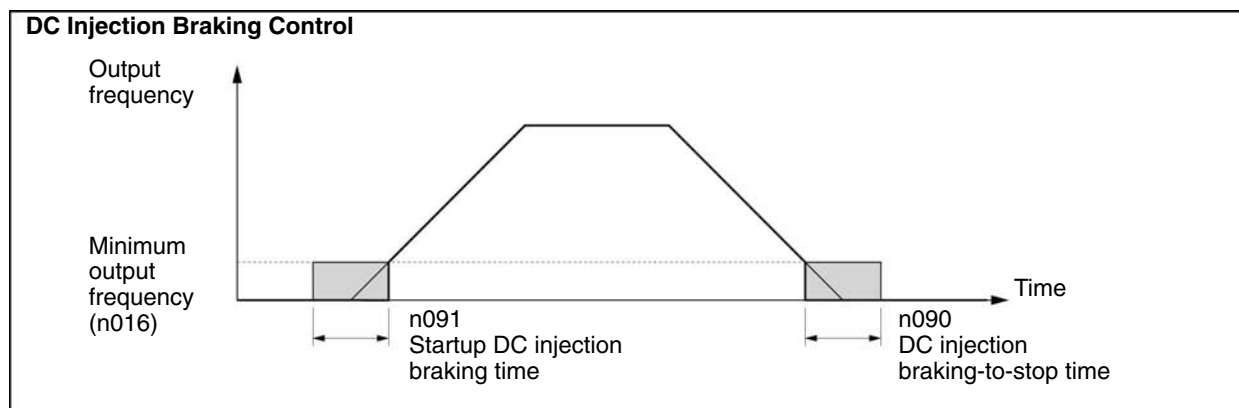 DC Injection Braking Control
Output
frequency
Minimum
output
frequency
(n016)
Time
n091
Startup DC injection
braking time
n090
DC injection
braking-to-stop time